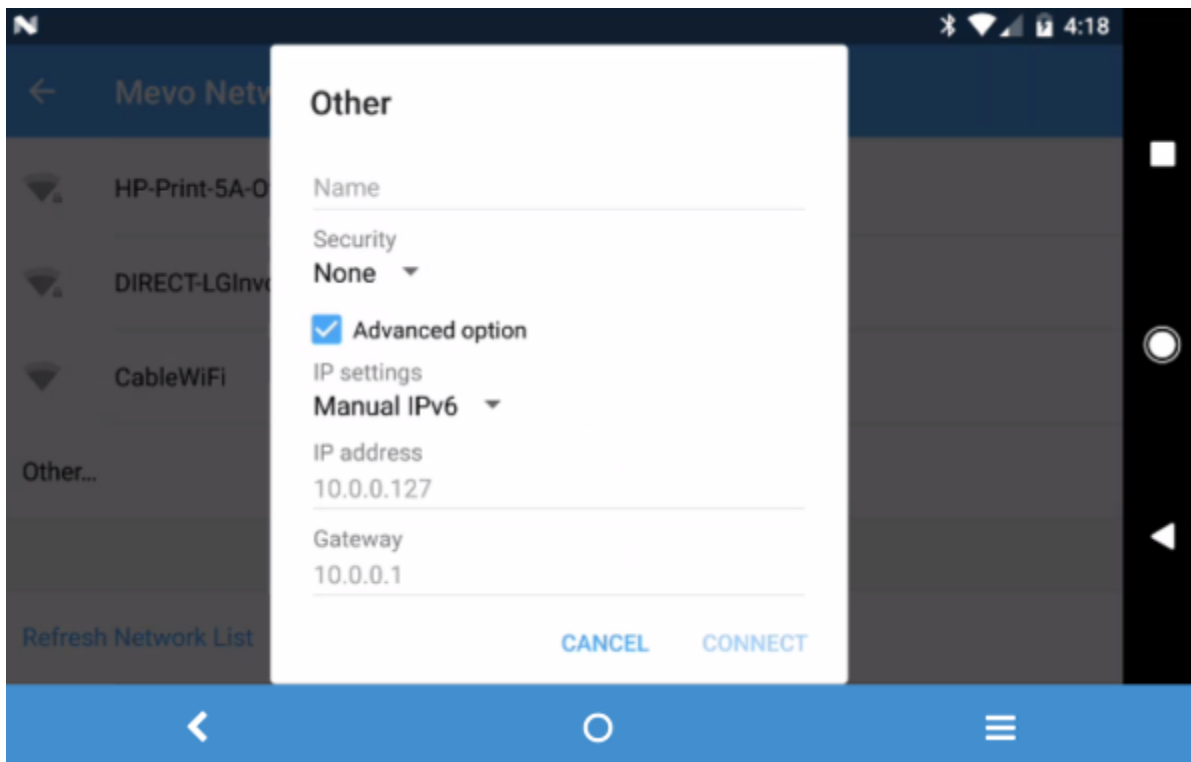 4:18
Mevo Netw
Other
HP-Print-5A-O
Name
Security
None
DIRECT-LGInvo
Advanced option
IP settings
CableWiFi
Manual IPv6
IP address
Other...
10.0.0.127
Gateway
10.0.0.1
Refresh Network List
CANCEL CONNECT